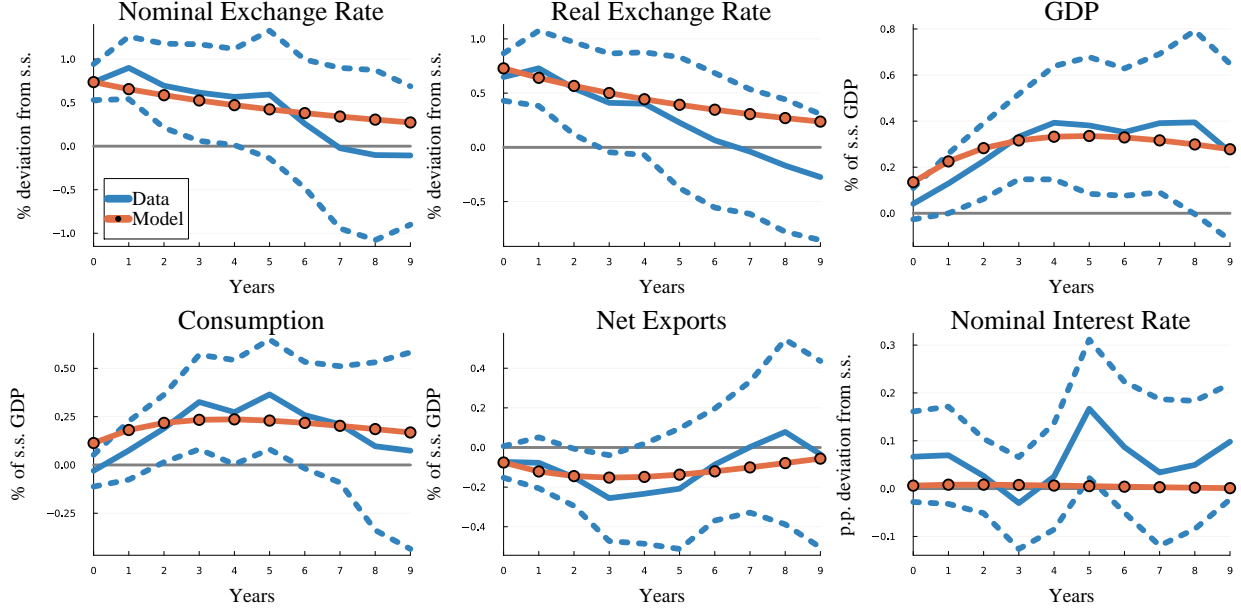 Nominal Exchange Rate
% deviation from s.s.
1.0
0.5
0.0
−0.5
−1.0
Data
Model
0 1 2 3 4 5 6 7 8 9
Years
Real Exchange Rate
% deviation from s.s.
1.0
0.5
0.0
−0.5
0 1 2 3 4 5 6 7 8 9
Years
GDP
% of s.s. GDP
0.8
0.6
0.4
0.2
0.0
0 1 2 3 4 5 6 7 8 9
Years
Consumption
% of s.s. GDP
0.50
0.25
0.00
−0.25
0 1 2 3 4 5 6 7 8 9
Years
Net Exports
% of s.s. GDP
0.4
0.2
0.0
−0.2
−0.4
0 1 2 3 4 5 6 7 8 9
Years
Nominal Interest Rate
p.p. deviation from s.s.
0.3
0.2
0.1
0.0
−0.1
0 1 2 3 4 5 6 7 8 9
Years